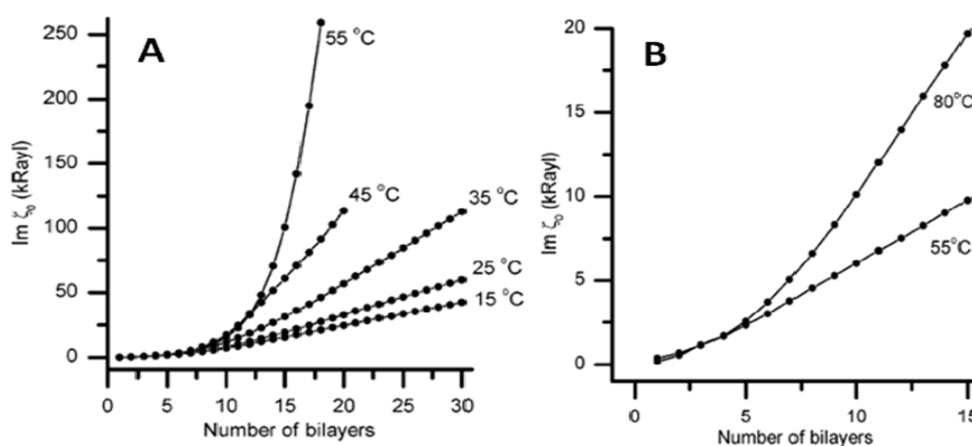 A
250
200
150
100
50
0
Im ζ₀ (kRayl)
55 °C
45 °C
35 °C
25 °C
15 °C
0 5 10 15 20 25 30
Number of bilayers
B
20
15
10
5
0
Im ζ₀ (kRayl)
80°C
55°C
0 5 10 15
Number of bilayers